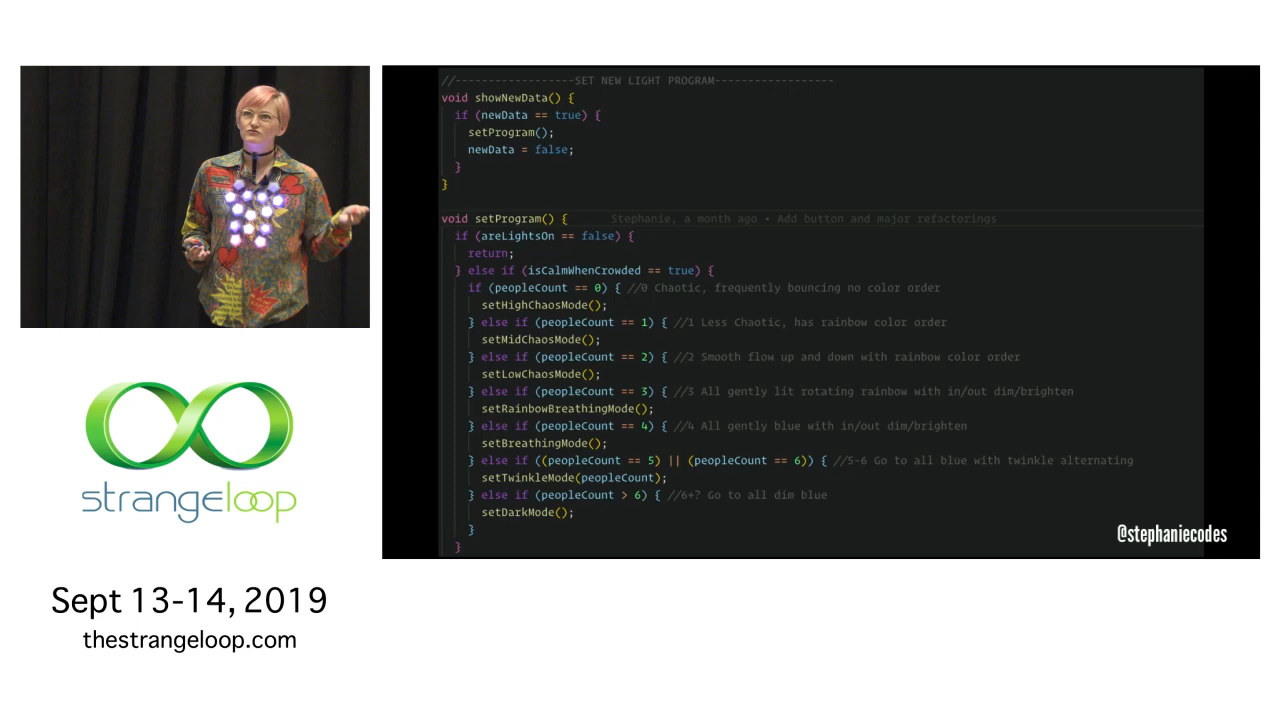 //------------------SET NEW LIGHT PROGRAM------------------
void showNewData() {
if (newData == true) {
setProgram();
newData = false;
}
}
void setProgram() { Stephanie, a month ago • Add button and major refactorings
if (areLightsOn == false) {
return;
} else if (isCalmWhenCrowded == true) {
if (peopleCount == 0) { //0 Chaotic, frequently bouncing no color order
setHighChaosMode();
} else if (peopleCount == 1) { //1 Less Chaotic, has rainbow color order
setMidChaosMode();
} else if (peopleCount == 2) { //2 Smooth flow up and down with rainbow color order
setLowChaosMode();
} else if (peopleCount == 3) { //3 All gently lit rotating rainbow with in/out dim/brighten
setRainbowBreathingMode();
} else if (peopleCount == 4) { //4 All gently blue with in/out dim/brighten
setBreathingMode();
} else if ((peopleCount == 5) || (peopleCount == 6)) { //5-6 Go to all blue with twinkle alternating
setTwinkleMode(peopleCount);
} else if (peopleCount > 6) { //6+? Go to all dim blue
setDarkMode();
}
}
@stephaniecodes
strangeloop
Sept 13-14, 2019
thestrangeloop.com